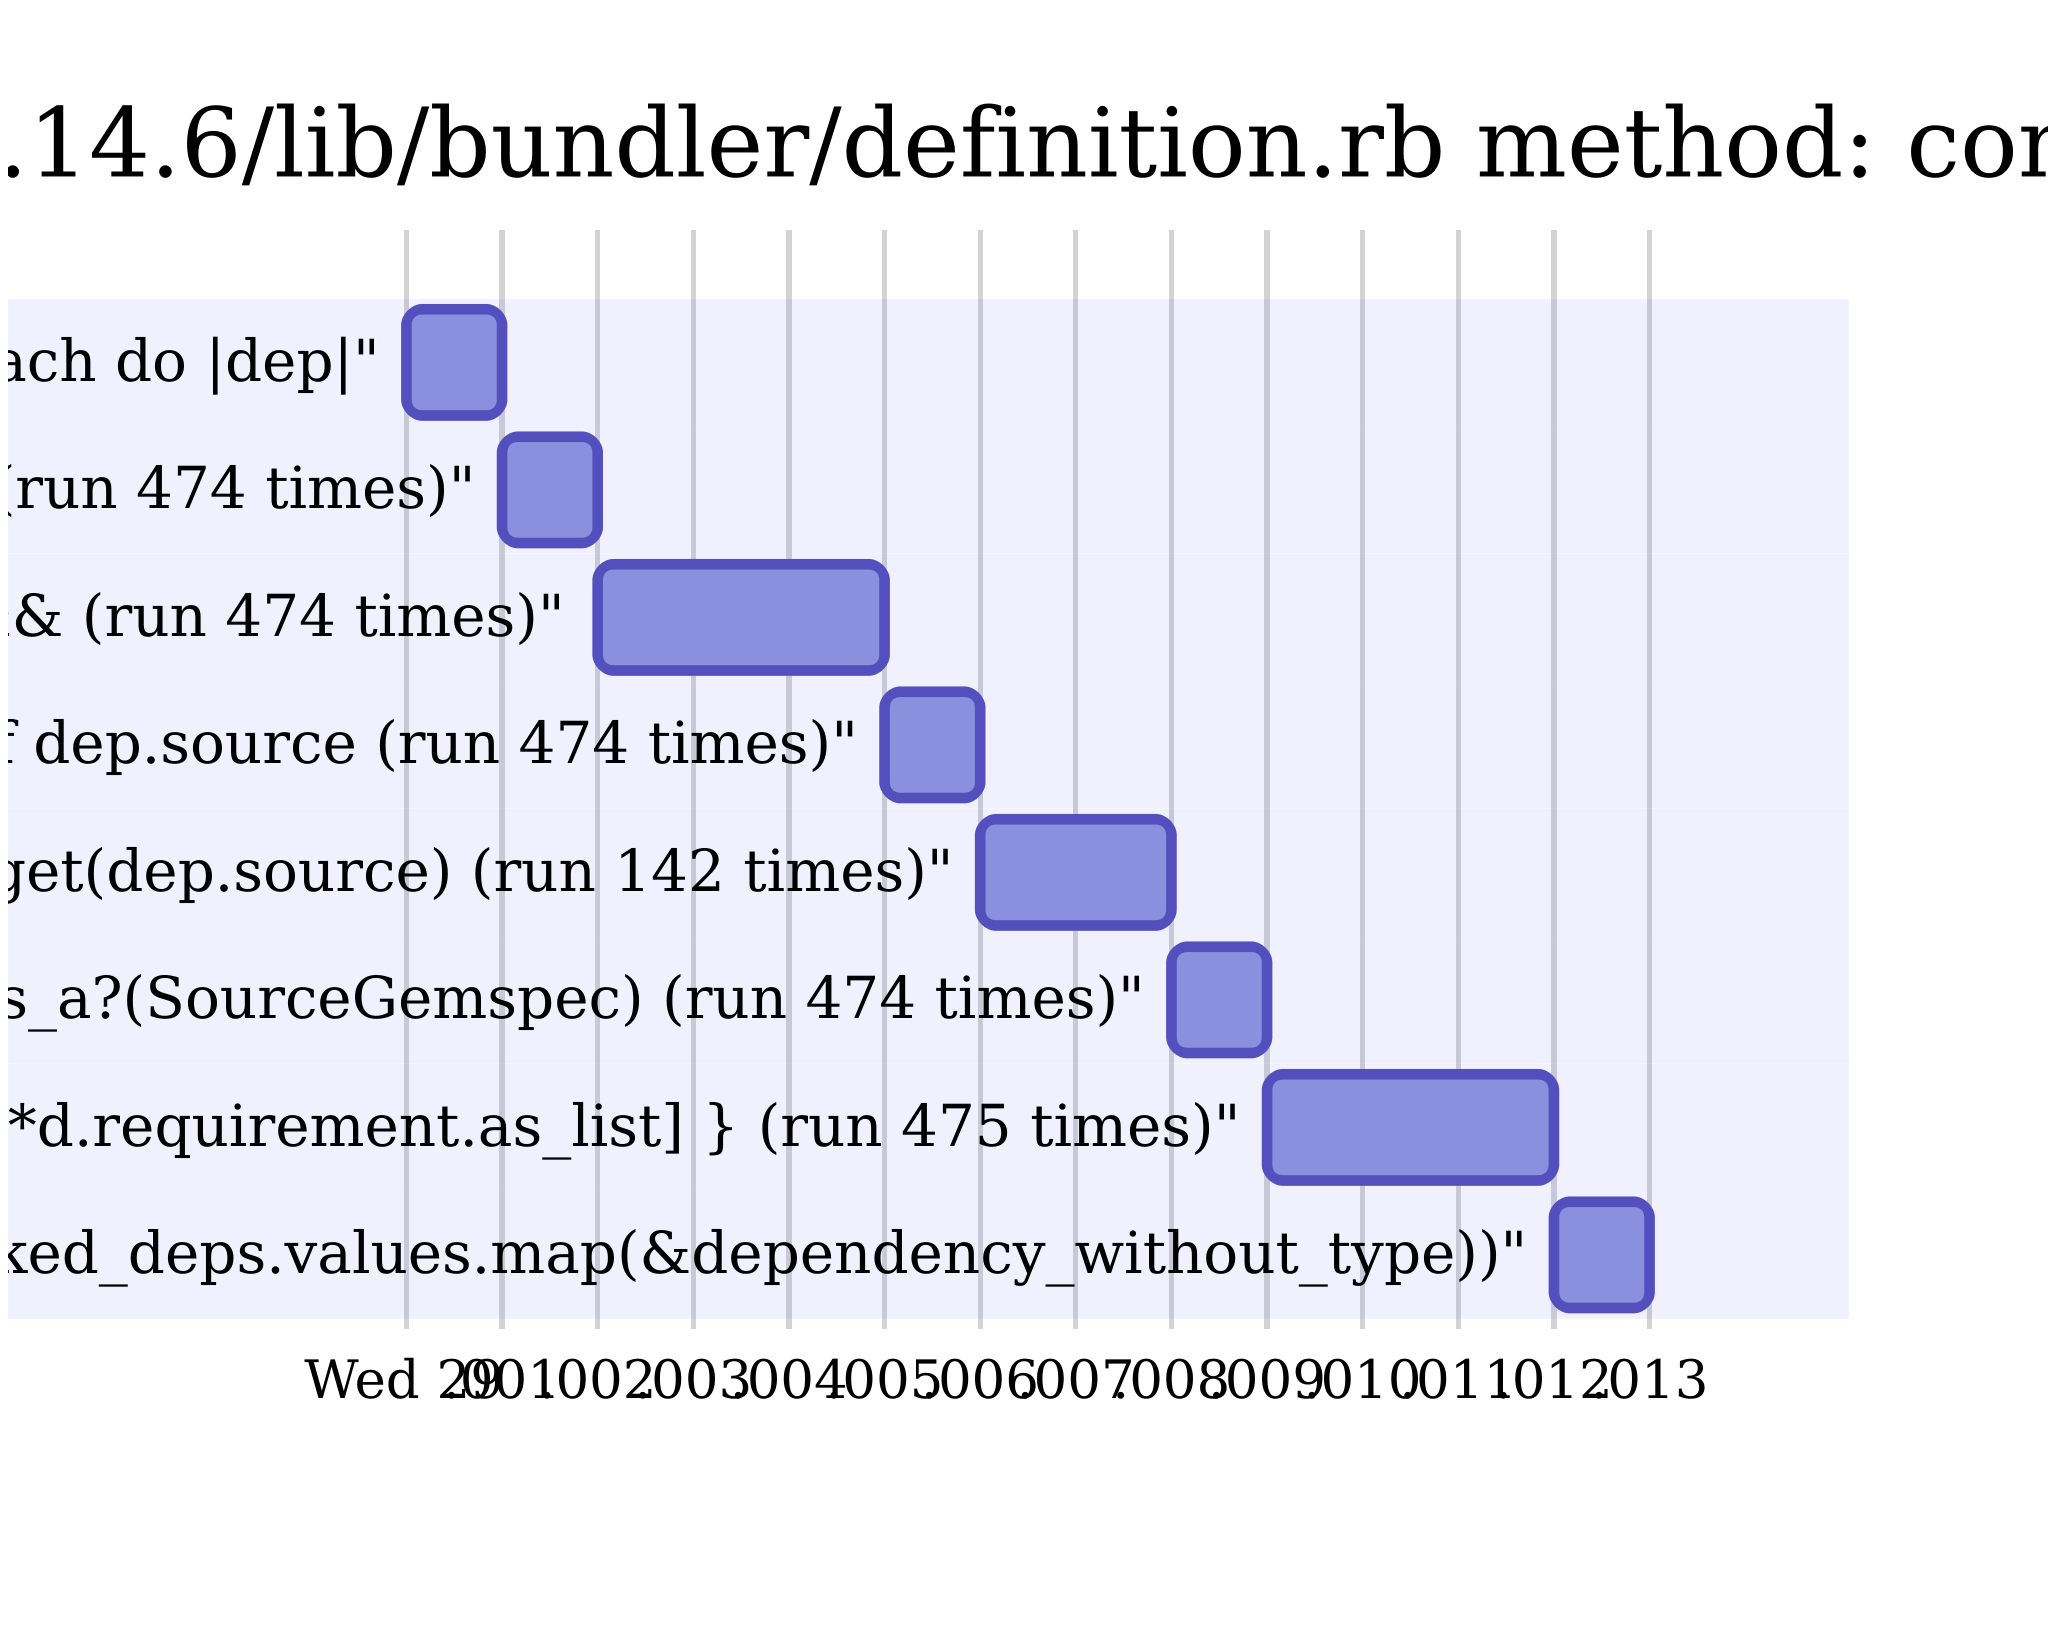 .14.6/lib/bundler/definition.rb method: con
ach do |dep|"
(run 474 times)"
& (run 474 times)"
f dep.source (run 474 times)"
get(dep.source) (run 142 times)"
s_a?(SourceGemspec) (run 474 times)"
*d.requirement.as_list] } (run 475 times)"
ked_deps.values.map(&dependency_without_type))"
Wed 29 .001 .002 .003 .004 .005 .006 .007 .008 .009 .010 .011 .012 .013